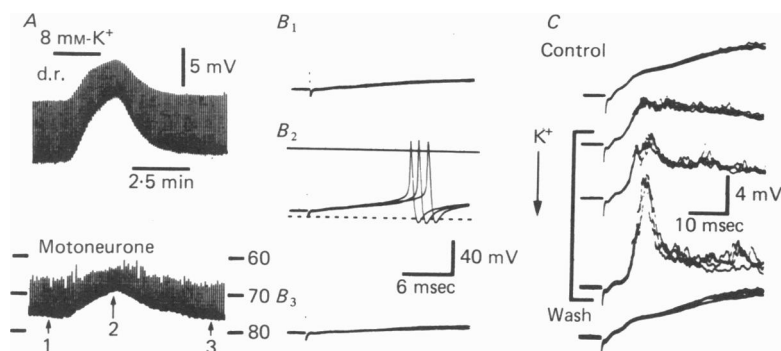 A
8 mM-K⁺
d.r.
5 mV
2·5 min
Motoneurone
60
70
80
1
2
3
B₁
B₂
40 mV
6 msec
B₃
C
Control
K⁺
4 mV
10 msec
Wash